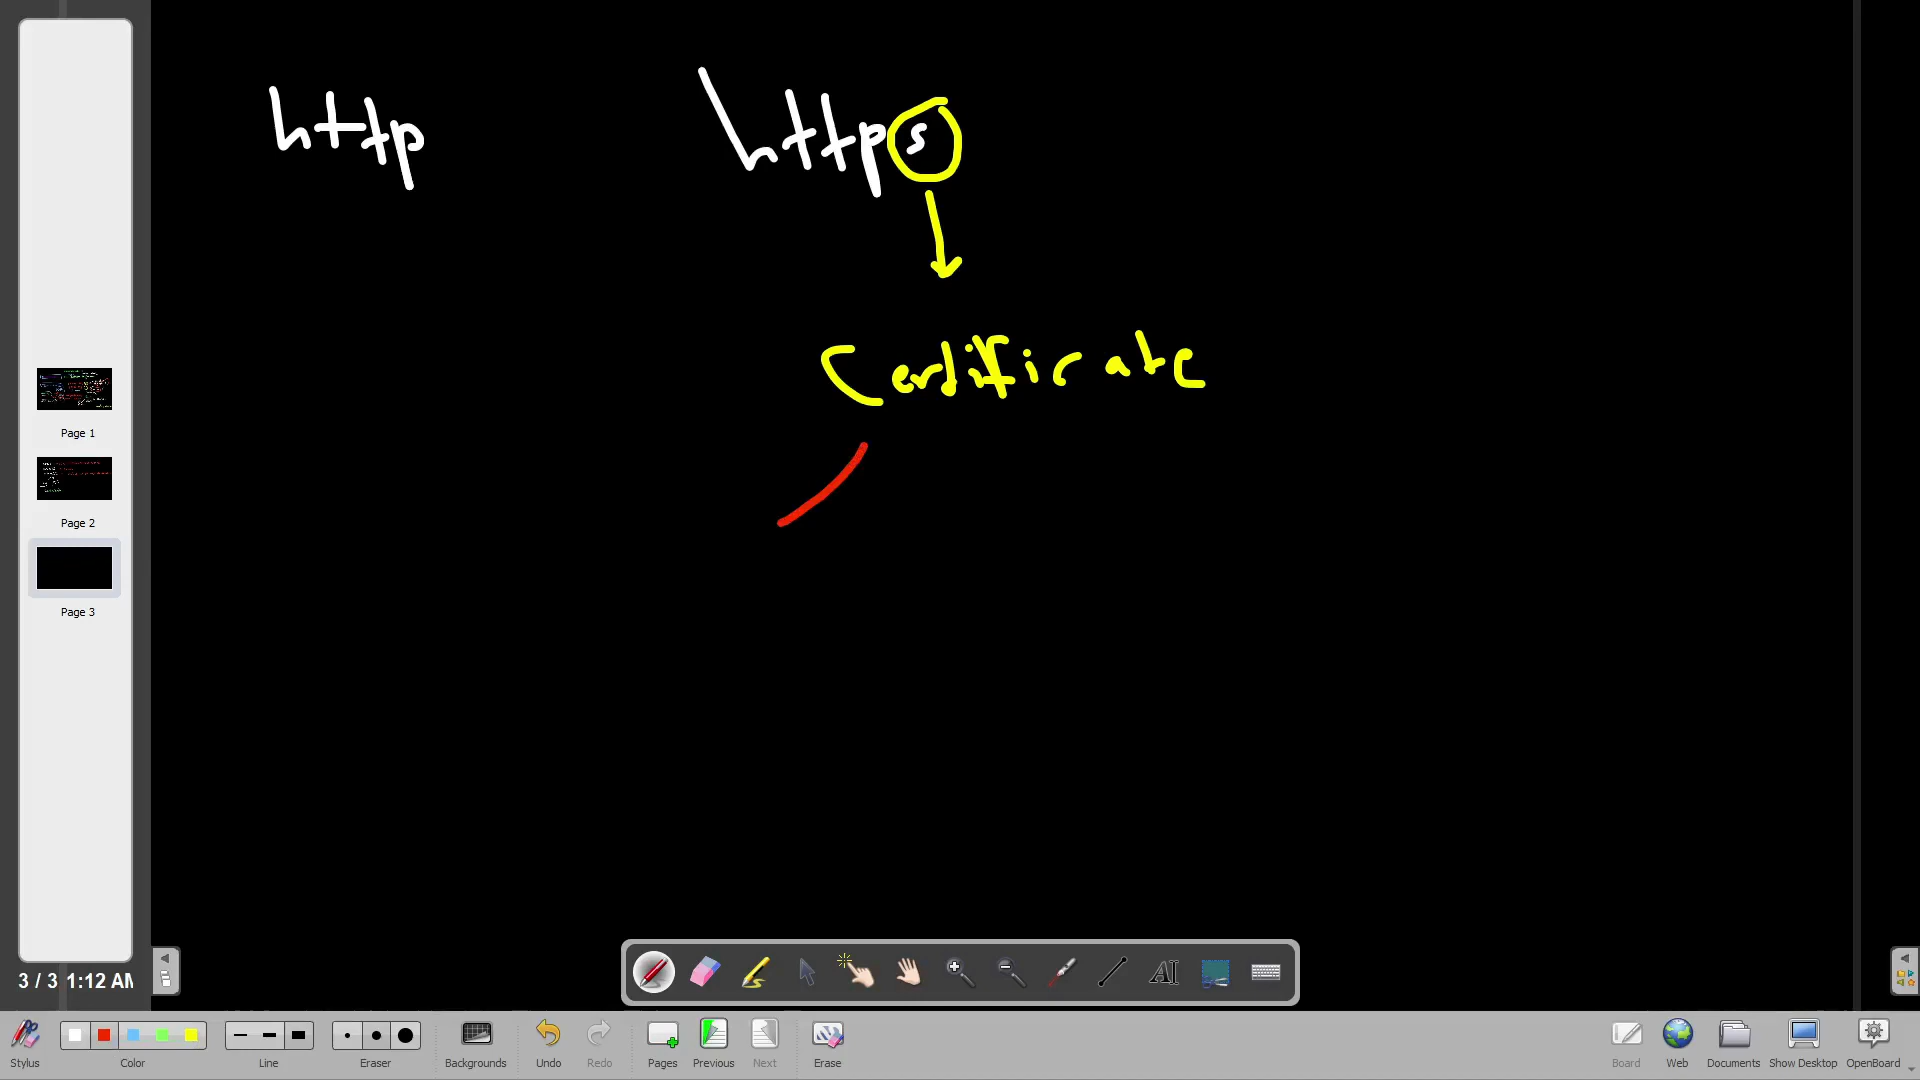 http https
Certificate
Page 1
Page 2
Page 3
3 / 3 1:12 AM
Stylus Color Line Eraser Backgrounds Undo Redo Pages Previous Next Erase Board Web Documents Show Desktop OpenBoard